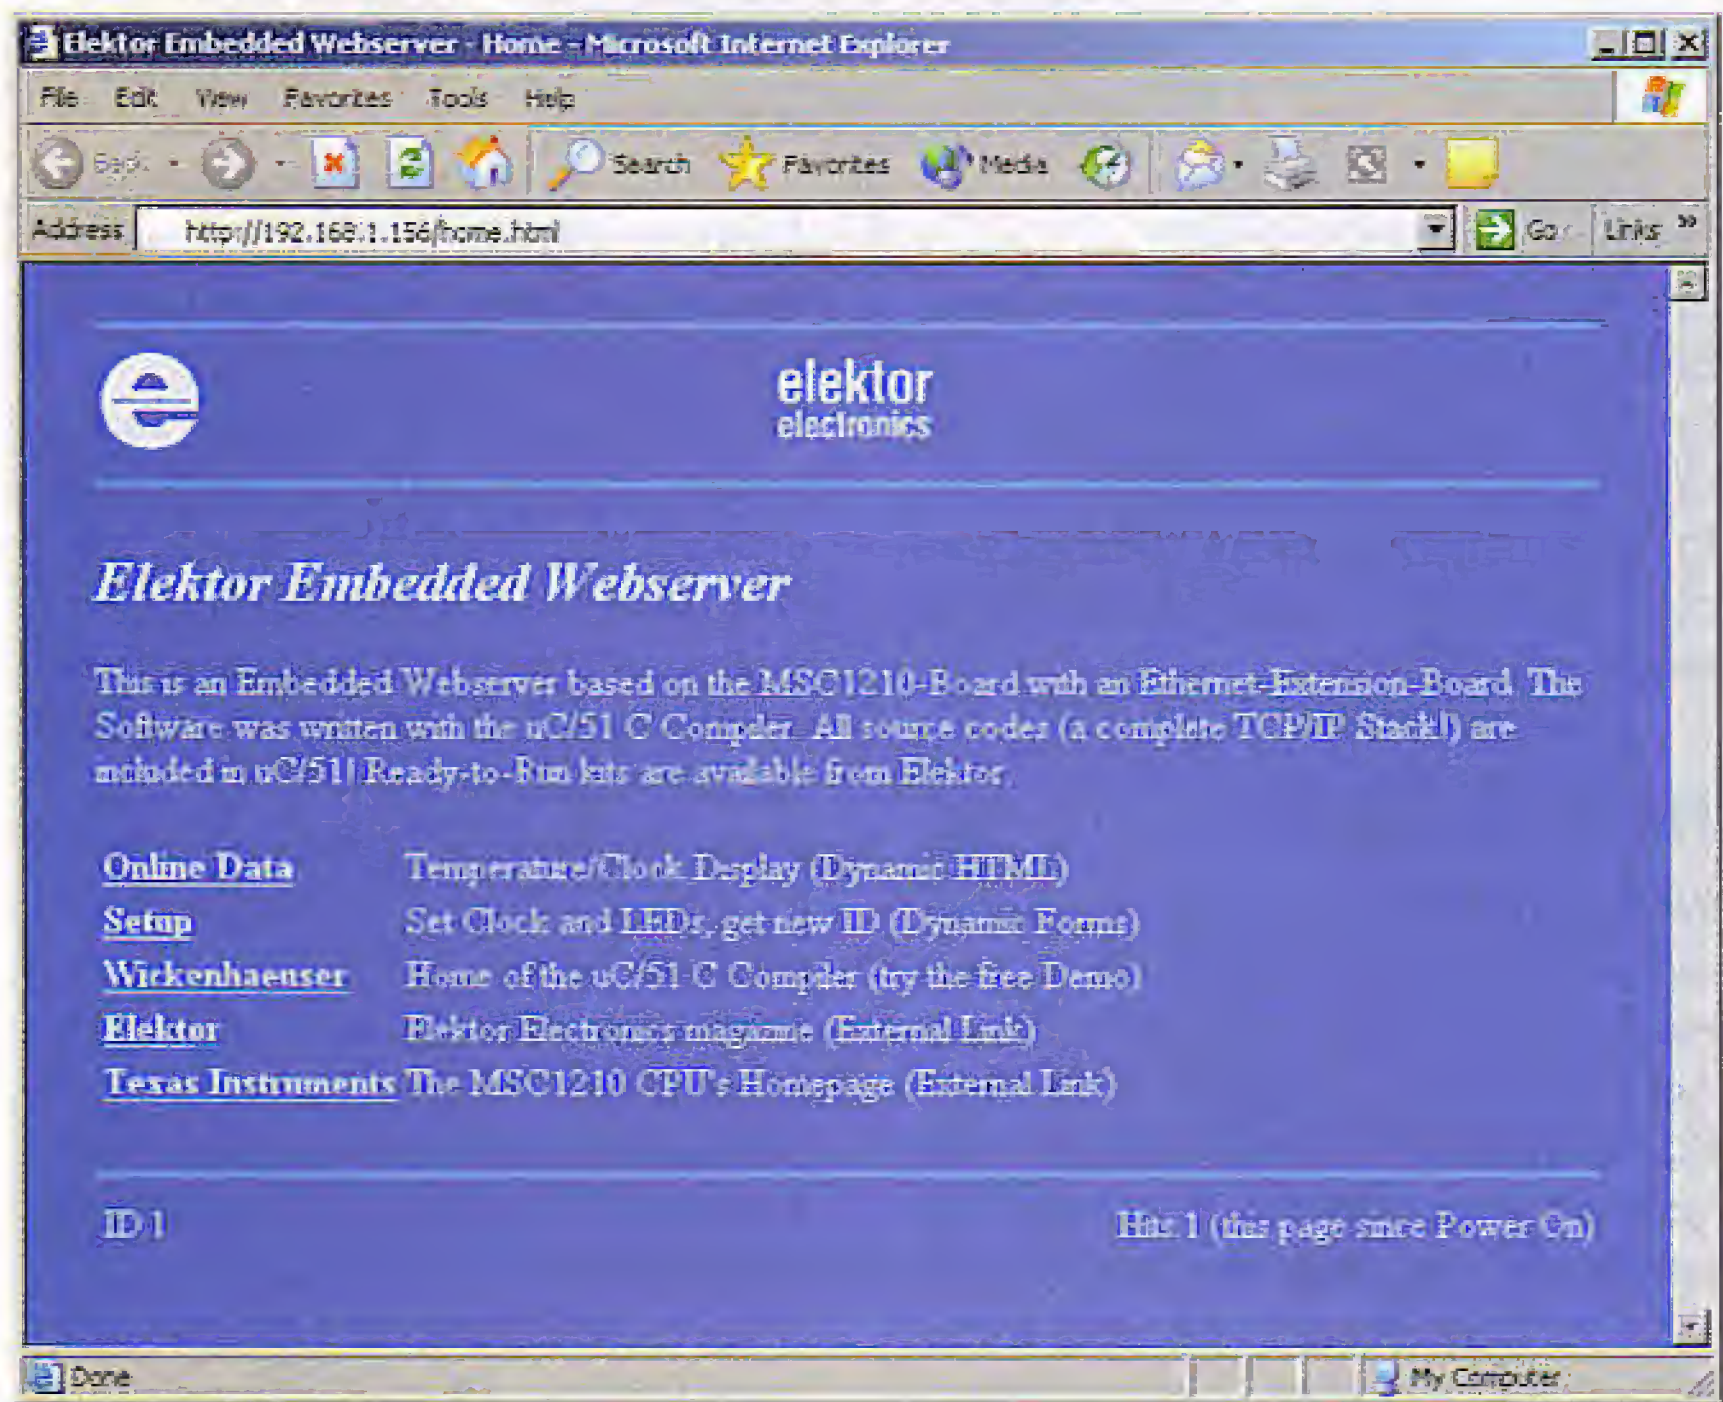 Elektor Embedded Webserver - Home - Microsoft Internet Explorer
File Edit View Favorites Tools Help
Back Search Favorites Media
Address http://192.168.1.156/home.html Go Links »
e
elektor
electronics
Elektor Embedded Webserver
This is an Embedded Webserver based on the MSC1210-Board with an Ethernet-Extension-Board. The
Software was written with the uC/51 C Compiler. All source codes (a complete TCP/IP Stack!) are
included in uC/51! Ready-to-Run kits are available from Elektor.
Online Data Temperature/Clock Display (Dynamic HTML)
Setup Set Clock and LEDs, get new ID (Dynamic Forms)
Wickenhaeuser Home of the uC/51 C Compiler (try the free Demo)
Elektor Elektor Electronics magazine (External Link)
Texas Instruments The MSC1210 CPU's Homepage (External Link)
ID 1 Hits 1 (this page since Power On)
Done My Computer